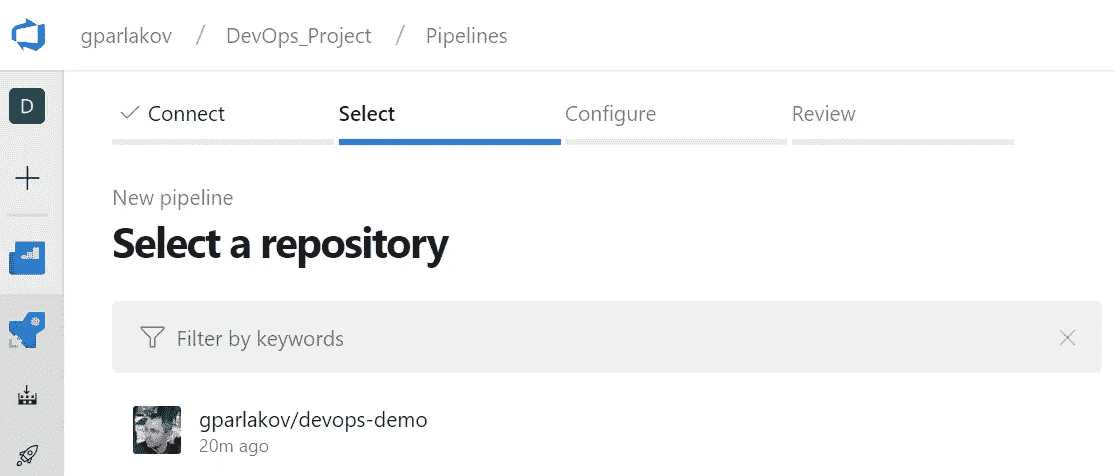 gparlakov / DevOps_Project / Pipelines
D
Connect Select Configure Review
New pipeline
Select a repository
Filter by keywords
gparlakov/devops-demo
20m ago